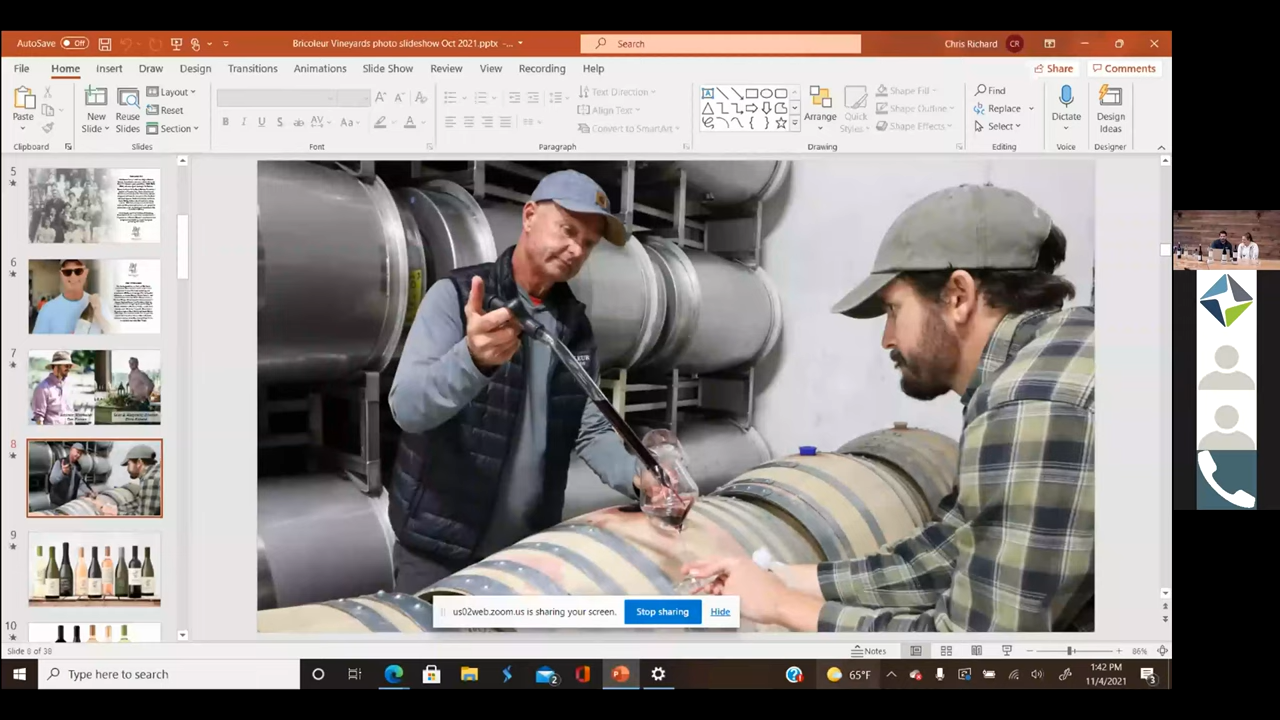 AutoSave Off
Bricoleur Vineyards photo slideshow Oct 2021.pptx -...
Search
Chris Richard CR
File Home Insert Draw Design Transitions Animations Slide Show Review View Recording Help
Share Comments
Paste
New Slide
Reuse Slides
Layout
Reset
Section
B I U S ab AV Aa A
Text Direction
Align Text
Convert to SmartArt
Arrange
Quick Styles
Shape Fill
Shape Outline
Shape Effects
Find
Replace
Select
Dictate
Design Ideas
Clipboard Slides Font Paragraph Drawing Editing Voice Designer
5
6
7
8
9
10
us02web.zoom.us is sharing your screen. Stop sharing Hide
Slide 8 of 38
Notes
86%
Type here to search
2
65°F
1:42 PM
11/4/2021
3